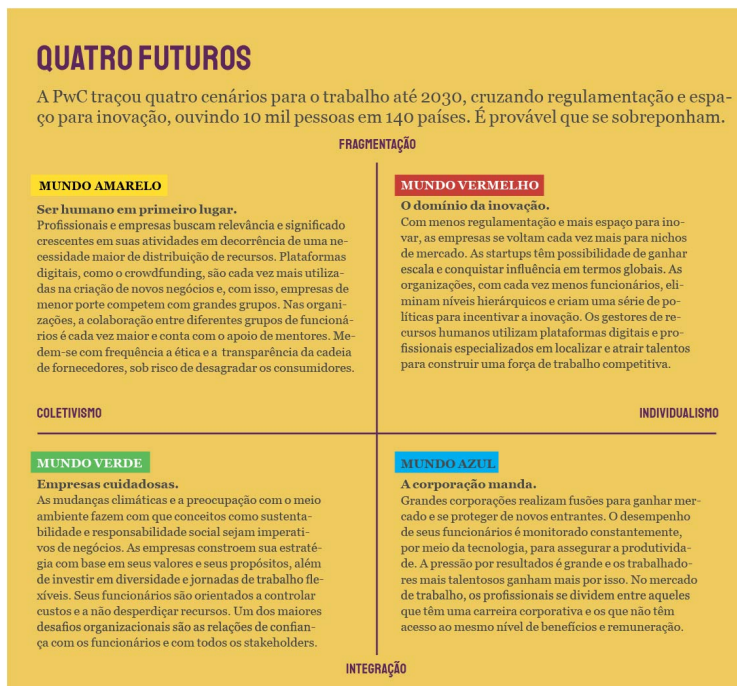 QUATRO FUTUROS
A PwC traçou quatro cenários para o trabalho até 2030, cruzando regulamentação e espa-
ço para inovação, ouvindo 10 mil pessoas em 140 países. É provável que se sobreponham.
FRAGMENTAÇÃO
MUNDO AMARELO
Ser humano em primeiro lugar.
Profissionais e empresas buscam relevância e significado
crescentes em suas atividades em decorrência de uma ne-
cessidade maior de distribuição de recursos. Plataformas
digitais, como o crowdfunding, são cada vez mais utiliza-
das na criação de novos negócios e, com isso, empresas de
menor porte competem com grandes grupos. Nas organi-
zações, a colaboração entre diferentes grupos de funcioná-
rios é cada vez maior e conta com o apoio de mentores. Me-
dem-se com frequência a ética e a transparência da cadeia
de fornecedores, sob risco de desagradar os consumidores.
MUNDO VERMELHO
O domínio da inovação.
Com menos regulamentação e mais espaço para ino-
var, as empresas se voltam cada vez mais para nichos
de mercado. As startups têm possibilidade de ganhar
escala e conquistar influência em termos globais. As
organizações, com cada vez menos funcionários, eli-
minam níveis hierárquicos e criam uma série de po-
líticas para incentivar a inovação. Os gestores de re-
cursos humanos utilizam plataformas digitais e pro-
fissionais especializados em localizar e atrair talentos
para construir uma força de trabalho competitiva.
COLETIVISMO
INDIVIDUALISMO
MUNDO VERDE
Empresas cuidadosas.
As mudanças climáticas e a preocupação com o meio
ambiente fazem com que conceitos como sustenta-
bilidade e responsabilidade social sejam imperati-
vos de negócios. As empresas constroem sua estraté-
gia com base em seus valores e seus propósitos, além
de investir em diversidade e jornadas de trabalho fle-
xíveis. Seus funcionários são orientados a controlar
custos e a não desperdiçar recursos. Um dos maiores
desafios organizacionais são as relações de confian-
ça com os funcionários e com todos os stakeholders.
MUNDO AZUL
A corporação manda.
Grandes corporações realizam fusões para ganhar mer-
cado e se proteger de novos entrantes. O desempenho
de seus funcionários é monitorado constantemente,
por meio da tecnologia, para assegurar a produtivida-
de. A pressão por resultados é grande e os trabalhado-
res mais talentosos ganham mais por isso. No mercado
de trabalho, os profissionais se dividem entre aqueles
que têm uma carreira corporativa e os que não têm
acesso ao mesmo nível de benefícios e remuneração.
INTEGRAÇÃO